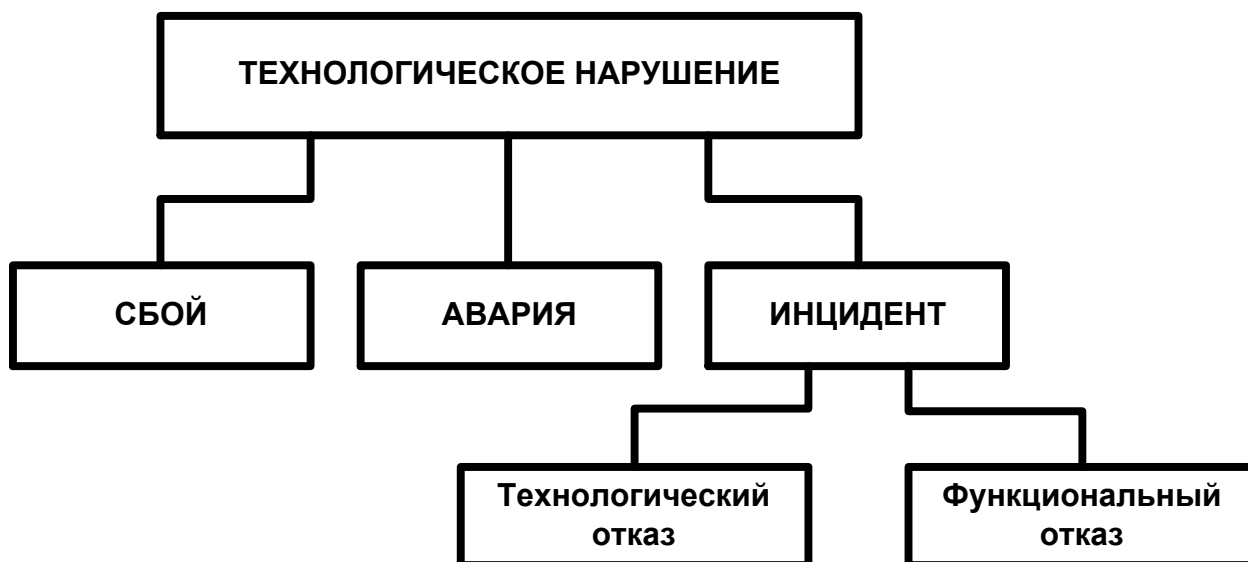 ТЕХНОЛОГИЧЕСКОЕ НАРУШЕНИЕ
СБОЙ
АВАРИЯ
ИНЦИДЕНТ
Технологический
отказ
Функциональный
отказ